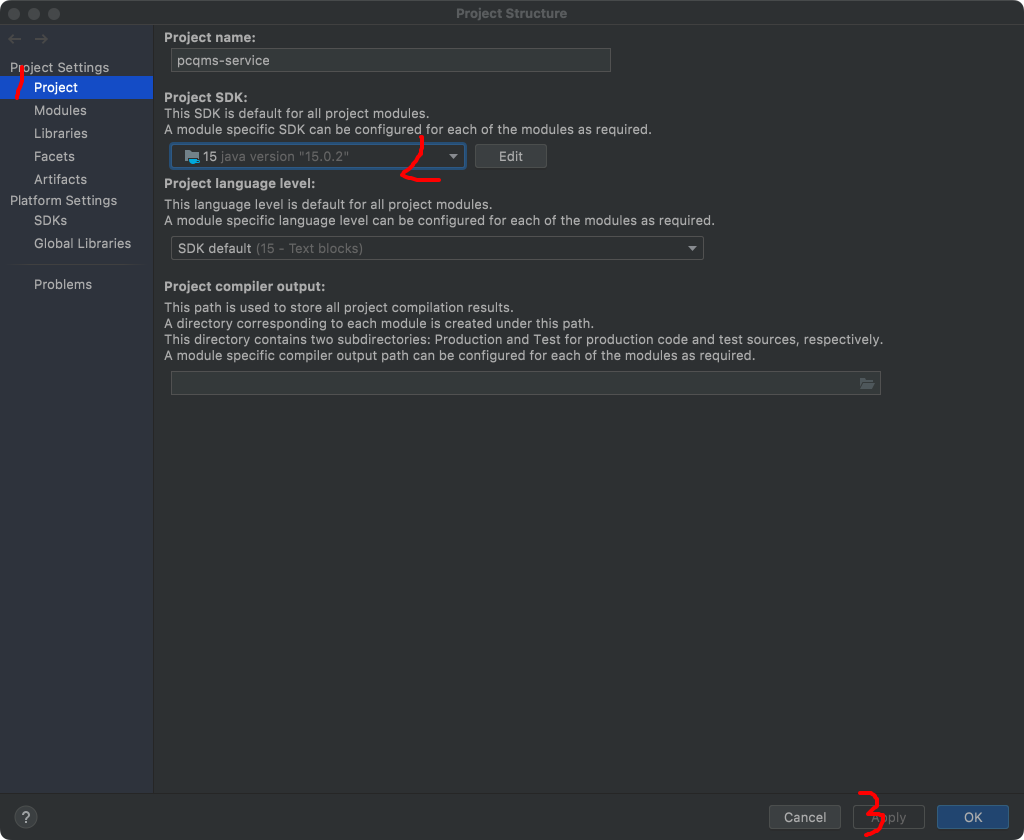 Project Structure
Project Settings
Project
Modules
Libraries
Facets
Artifacts
Platform Settings
SDKs
Global Libraries
Problems
Project name:
pcqms-service
Project SDK:
This SDK is default for all project modules.
A module specific SDK can be configured for each of the modules as required.
15 java version "15.0.2"
Edit
Project language level:
This language level is default for all project modules.
A module specific language level can be configured for each of the modules as required.
SDK default (15 - Text blocks)
Project compiler output:
This path is used to store all project compilation results.
A directory corresponding to each module is created under this path.
This directory contains two subdirectories: Production and Test for production code and test sources, respectively.
A module specific compiler output path can be configured for each of the modules as required.
1
2
3
?
Cancel
Apply
OK